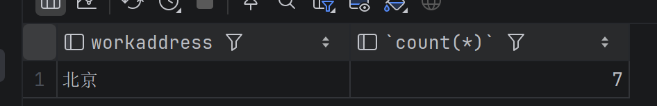 workaddress `count(*)`
1 北京 7